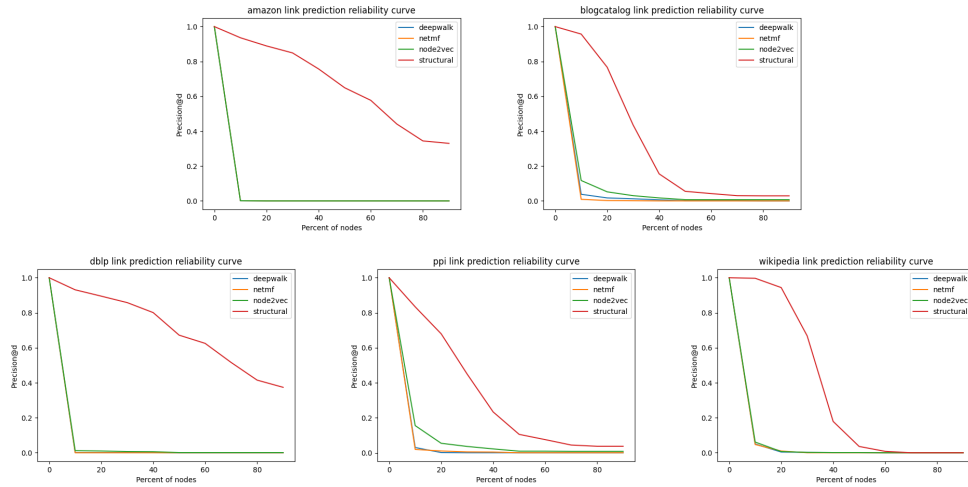 amazon link prediction reliability curve
1.0
0.8
0.6
0.4
0.2
0.0
Precision@d
0 20 40 60 80
Percent of nodes
deepwalk
netmf
node2vec
structural
blogcatalog link prediction reliability curve
1.0
0.8
0.6
0.4
0.2
0.0
Precision@d
0 20 40 60 80
Percent of nodes
deepwalk
netmf
node2vec
structural
dblp link prediction reliability curve
1.0
0.8
0.6
0.4
0.2
0.0
Precision@d
0 20 40 60 80
Percent of nodes
deepwalk
netmf
node2vec
structural
ppi link prediction reliability curve
1.0
0.8
0.6
0.4
0.2
0.0
Precision@d
0 20 40 60 80
Percent of nodes
deepwalk
netmf
node2vec
structural
wikipedia link prediction reliability curve
1.0
0.8
0.6
0.4
0.2
0.0
Precision@d
0 20 40 60 80
Percent of nodes
deepwalk
netmf
node2vec
structural